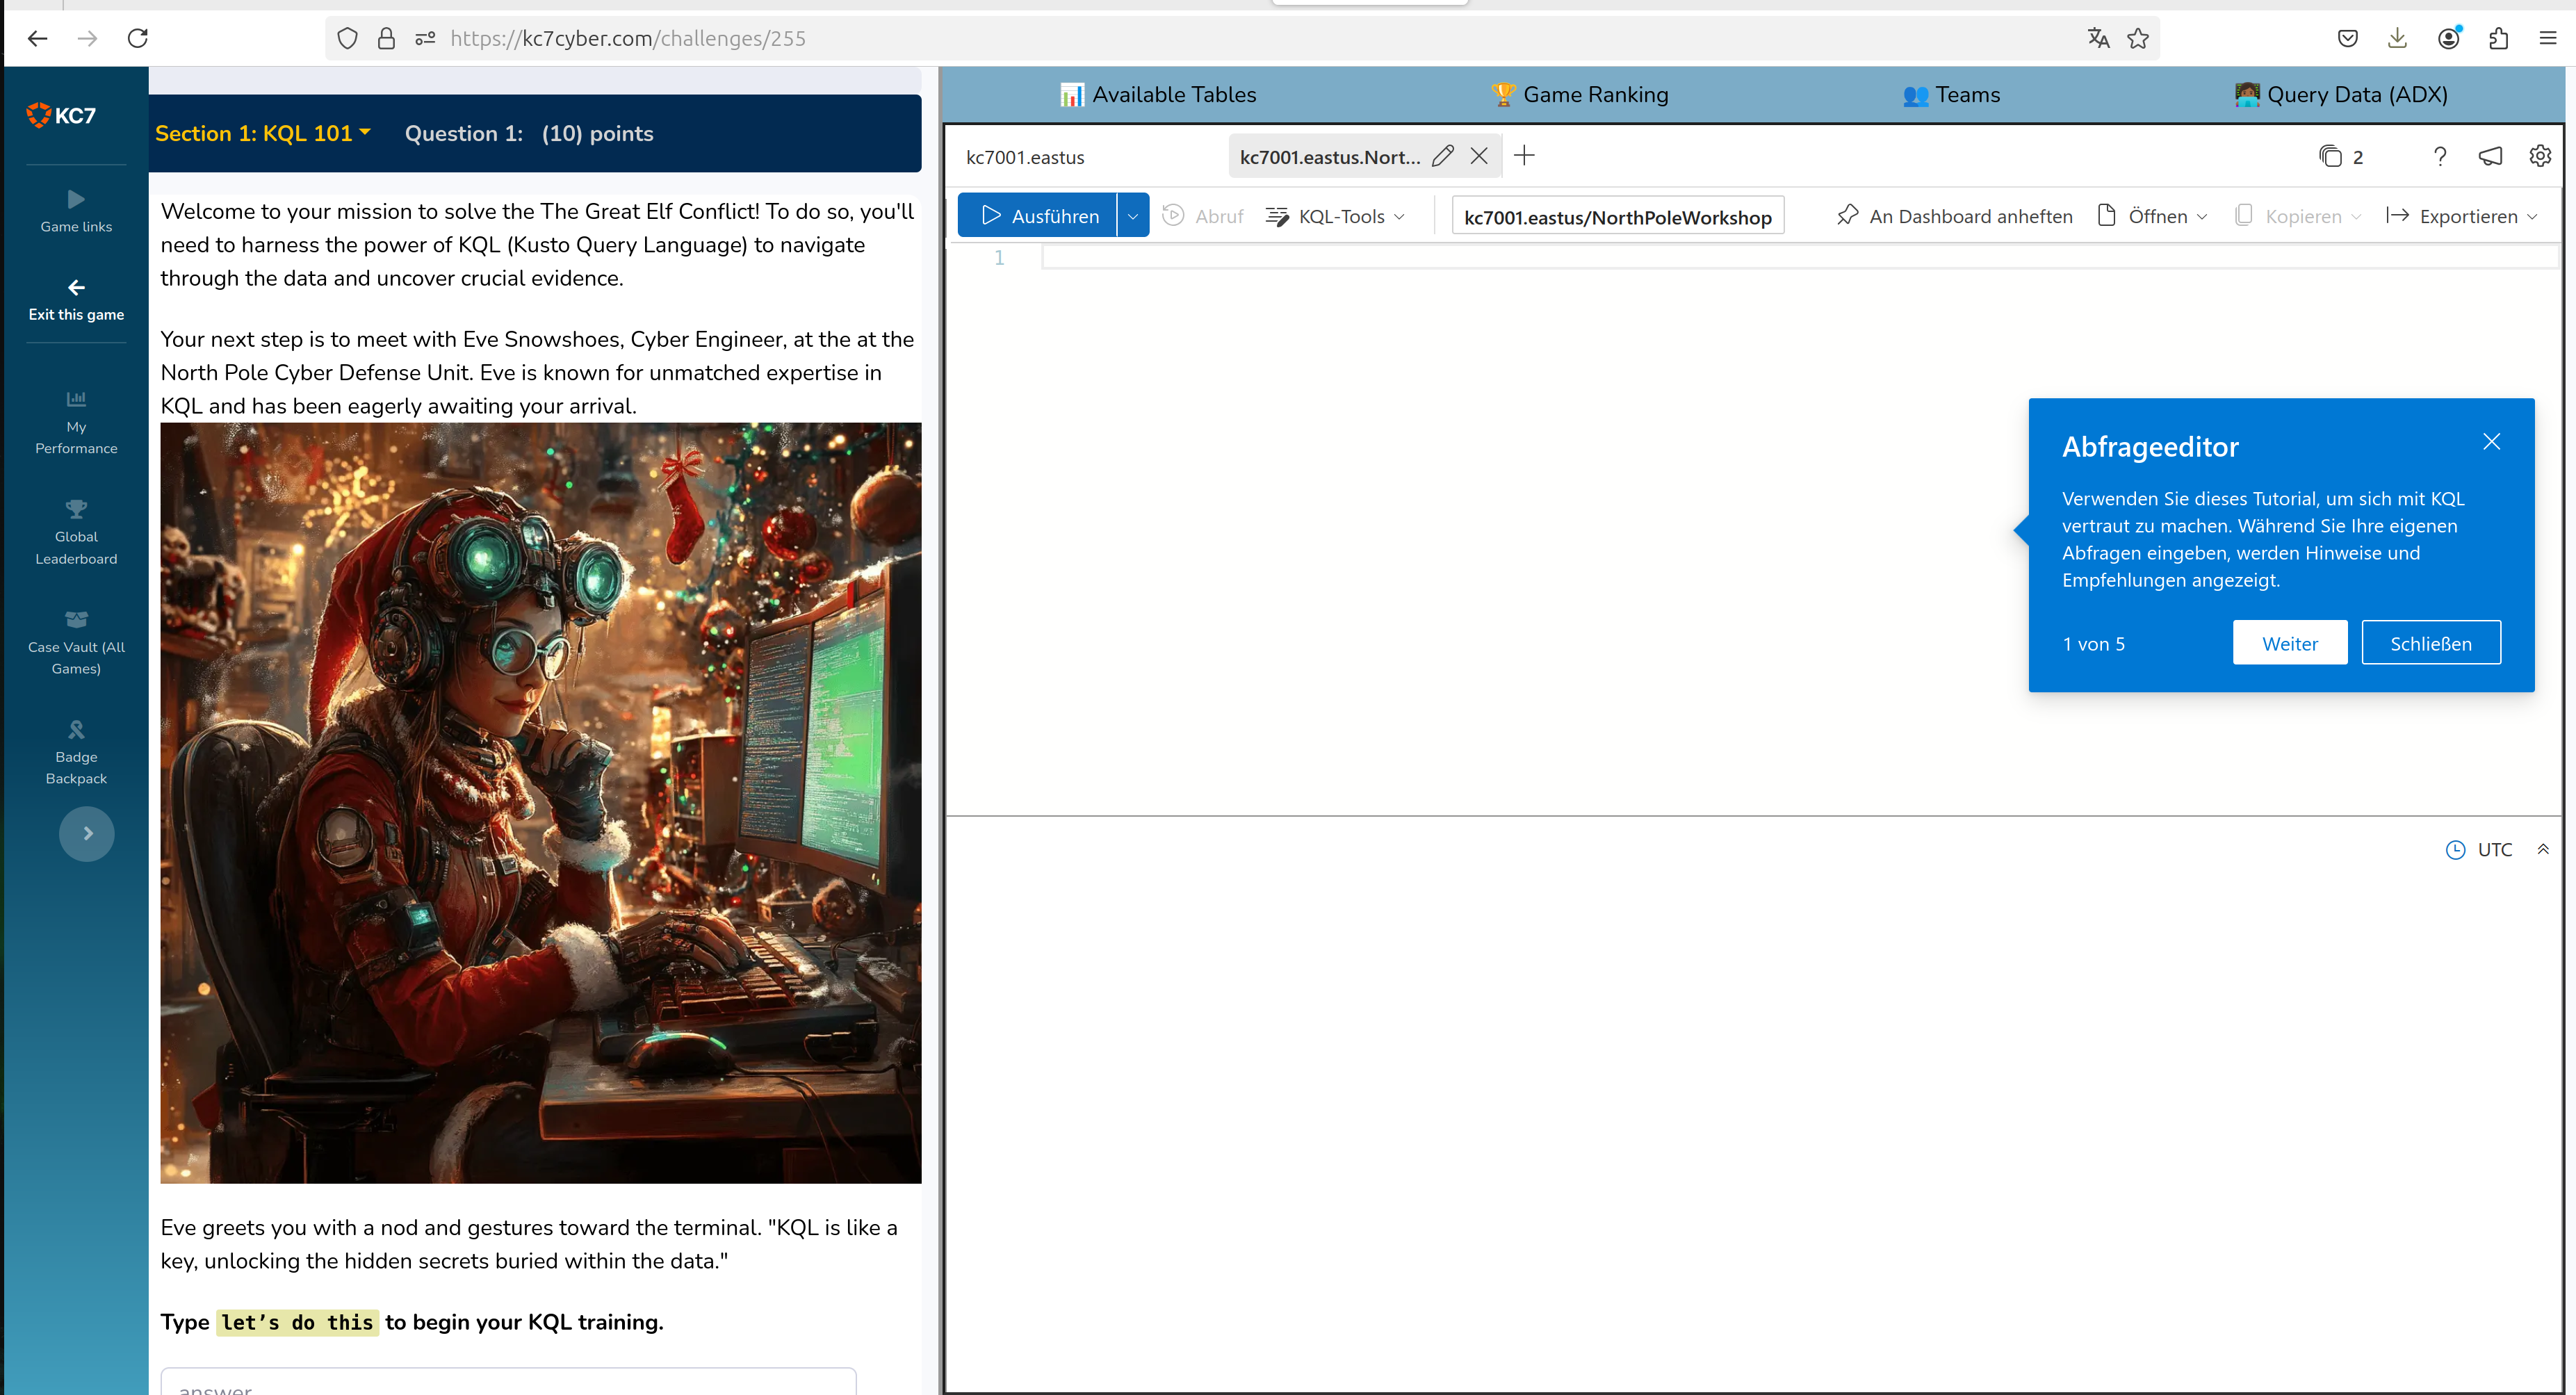 https://kc7cyber.com/challenges/255
KC7
Game links
Exit this game
My
Performance
Global
Leaderboard
Case Vault (All
Games)
Badge
Backpack
Section 1: KQL 101
Question 1: (10) points
Welcome to your mission to solve the The Great Elf Conflict! To do so, you'll
need to harness the power of KQL (Kusto Query Language) to navigate
through the data and uncover crucial evidence.
Your next step is to meet with Eve Snowshoes, Cyber Engineer, at the at the
North Pole Cyber Defense Unit. Eve is known for unmatched expertise in
KQL and has been eagerly awaiting your arrival.
Eve greets you with a nod and gestures toward the terminal. "KQL is like a
key, unlocking the hidden secrets buried within the data."
Type let’s do this to begin your KQL training.
answer
Available Tables
Game Ranking
Teams
Query Data (ADX)
kc7001.eastus
kc7001.eastus.Nort...
2
?
Ausführen
Abruf
KQL-Tools
kc7001.eastus/NorthPoleWorkshop
An Dashboard anheften
Öffnen
Kopieren
Exportieren
1
Abfrageeditor
Verwenden Sie dieses Tutorial, um sich mit KQL
vertraut zu machen. Während Sie Ihre eigenen
Abfragen eingeben, werden Hinweise und
Empfehlungen angezeigt.
1 von 5
Weiter
Schließen
UTC